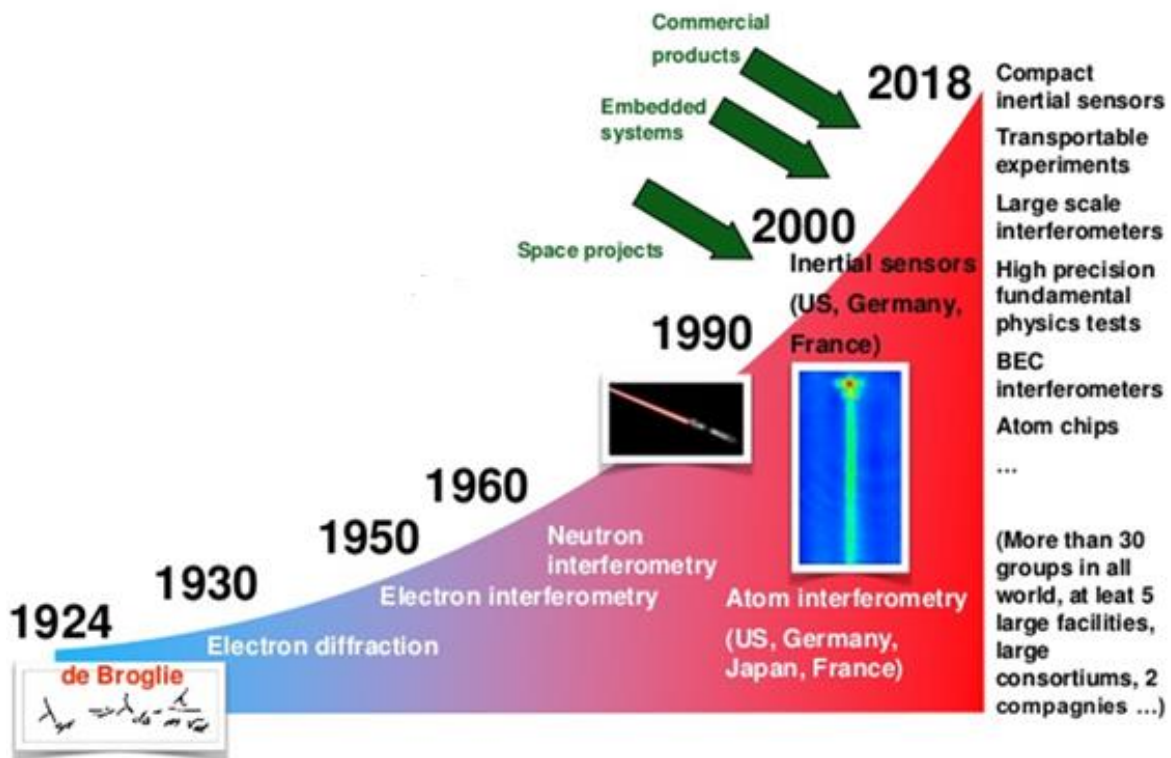 Commercial
products
Embedded
systems
Space projects
2018
2000
Inertial sensors
(US, Germany,
France)
1990
1960
1950
1930
1924
de Broglie
Electron diffraction
Electron interferometry
Neutron
interferometry
Atom interferometry
(US, Germany,
Japan, France)
Compact
inertial sensors
Transportable
experiments
Large scale
interferometers
High precision
fundamental
physics tests
BEC
interferometers
Atom chips
...
(More than 30
groups in all
world, at leat 5
large facilities,
large
consortiums, 2
compagnies ...)